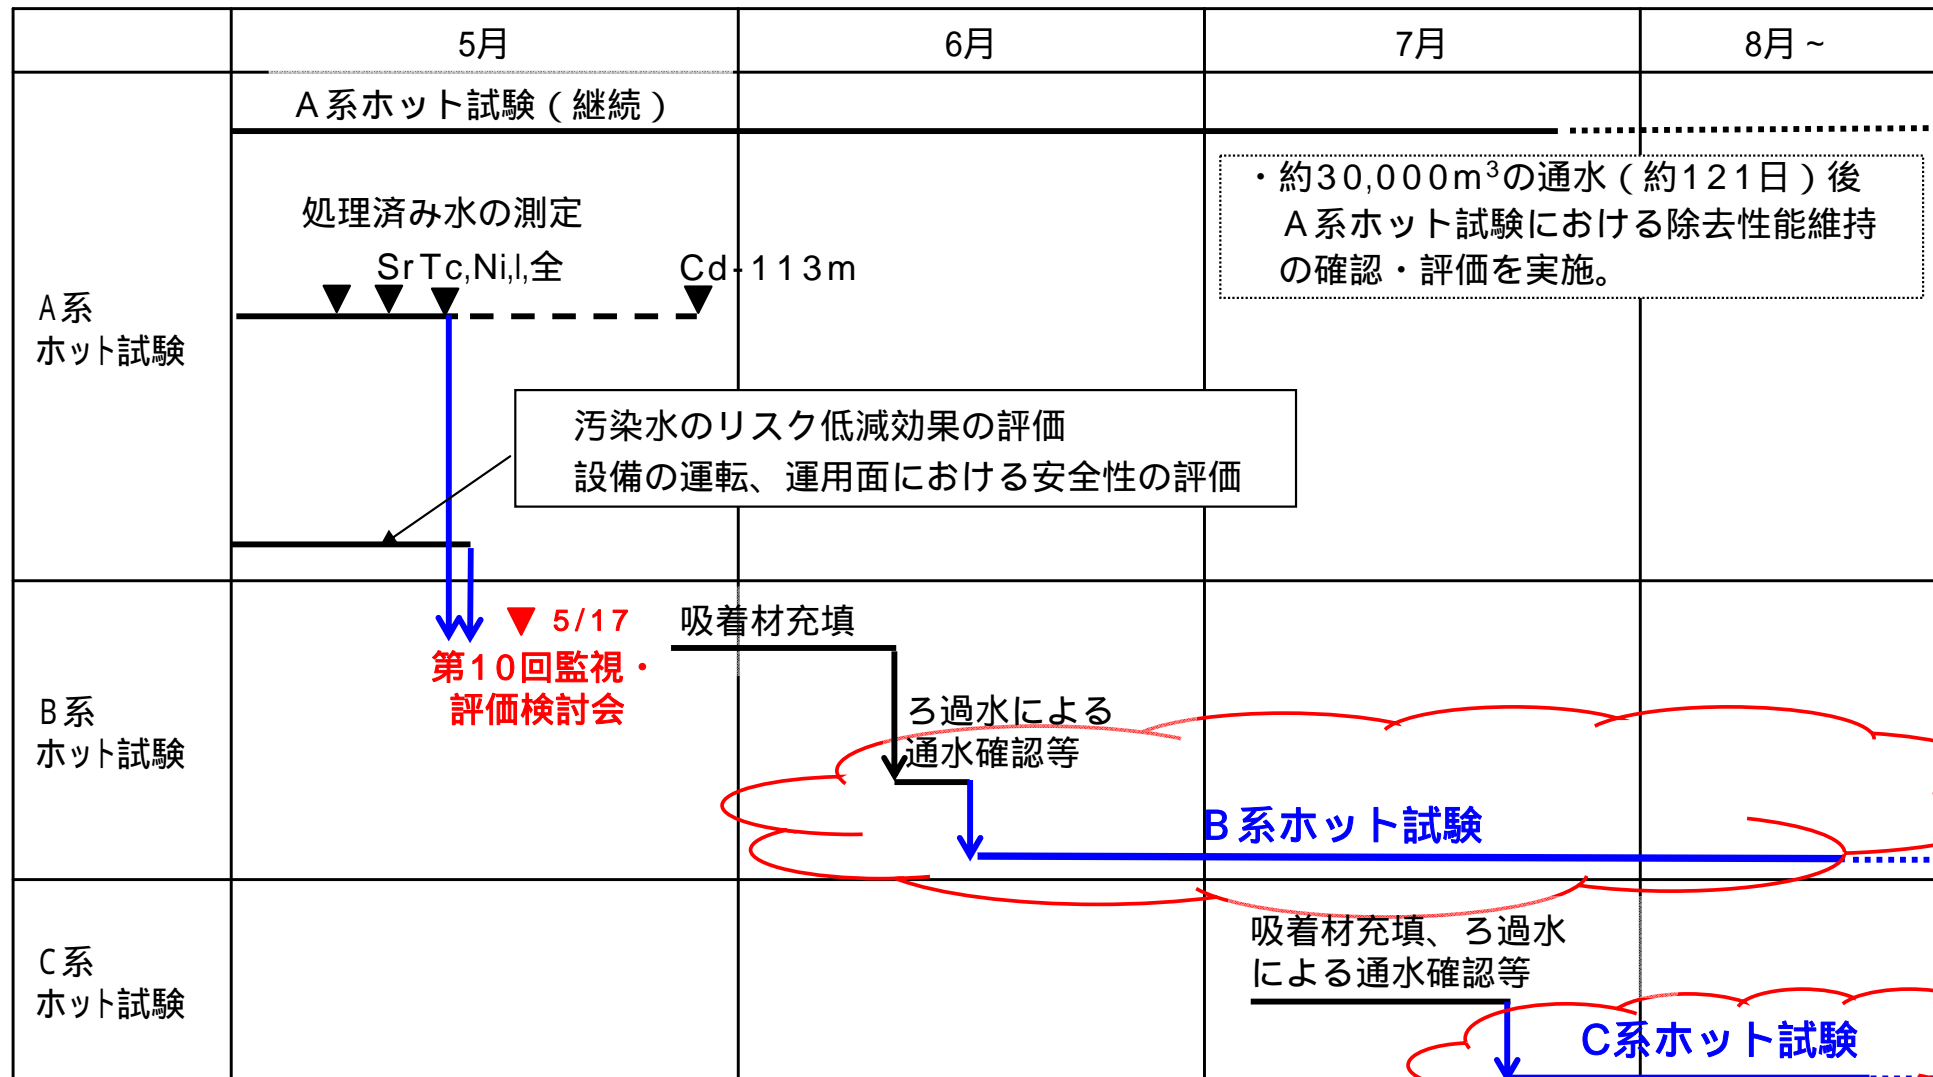 5月
6月
7月
8月~
A系ホット試験(継続)
・約30,000m³の通水(約121日)後
A系ホット試験における除去性能維持
の確認・評価を実施。
処理済み水の測定
Sr Tc,Ni,I,全
Cd-113m
A系
ホット試験
汚染水のリスク低減効果の評価
設備の運転、運用面における安全性の評価
5/17
第10回監視・
評価検討会
吸着材充填
ろ過水による
通水確認等
B系
ホット試験
B系ホット試験
吸着材充填、ろ過水
による通水確認等
C系
ホット試験
C系ホット試験